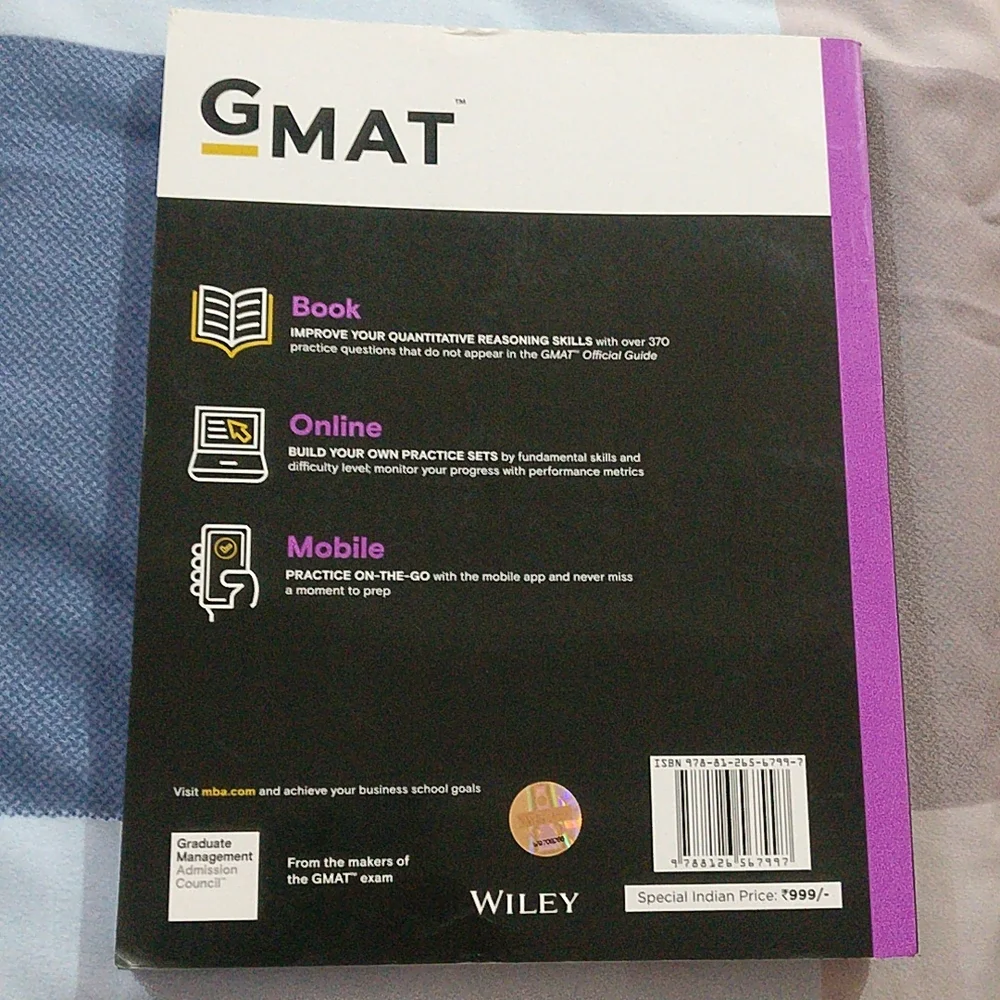 GMAT™
Book
IMPROVE YOUR QUANTITATIVE REASONING SKILLS with over 370
practice questions that do not appear in the GMAT™ Official Guide
Online
BUILD YOUR OWN PRACTICE SETS by fundamental skills and
difficulty level; monitor your progress with performance metrics
Mobile
PRACTICE ON-THE-GO with the mobile app and never miss
a moment to prep
ISBN 978-81-265-6799-7
Visit mba.com and achieve your business school goals
9 788126 567997
Graduate
Management
Admission
Council™
From the makers of
the GMAT™ exam
WILEY
Special Indian Price: ₹999/-